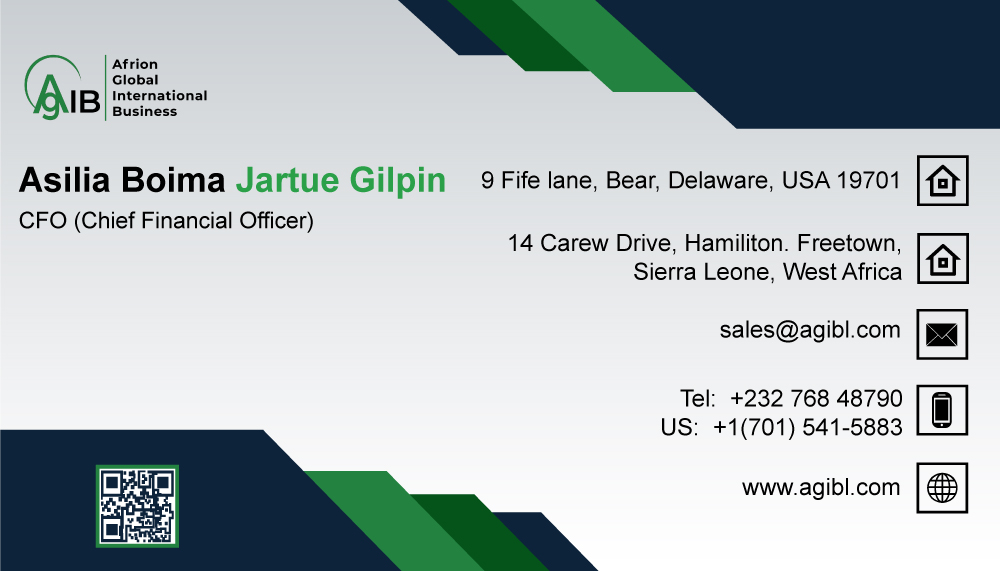 AgIB
Afrion
Global
International
Business
Asilia Boima Jartue Gilpin
CFO (Chief Financial Officer)
9 Fife lane, Bear, Delaware, USA 19701
14 Carew Drive, Hamiliton. Freetown,
Sierra Leone, West Africa
sales@agibl.com
Tel: +232 768 48790
US: +1(701) 541-5883
www.agibl.com